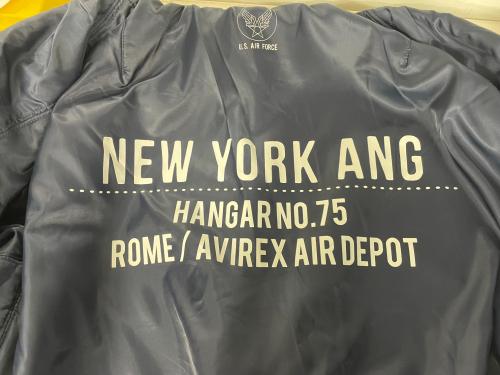 U.S. AIR FORCE
NEW YORK ANG
HANGAR NO.75
ROME / AVIREX AIR DEPOT